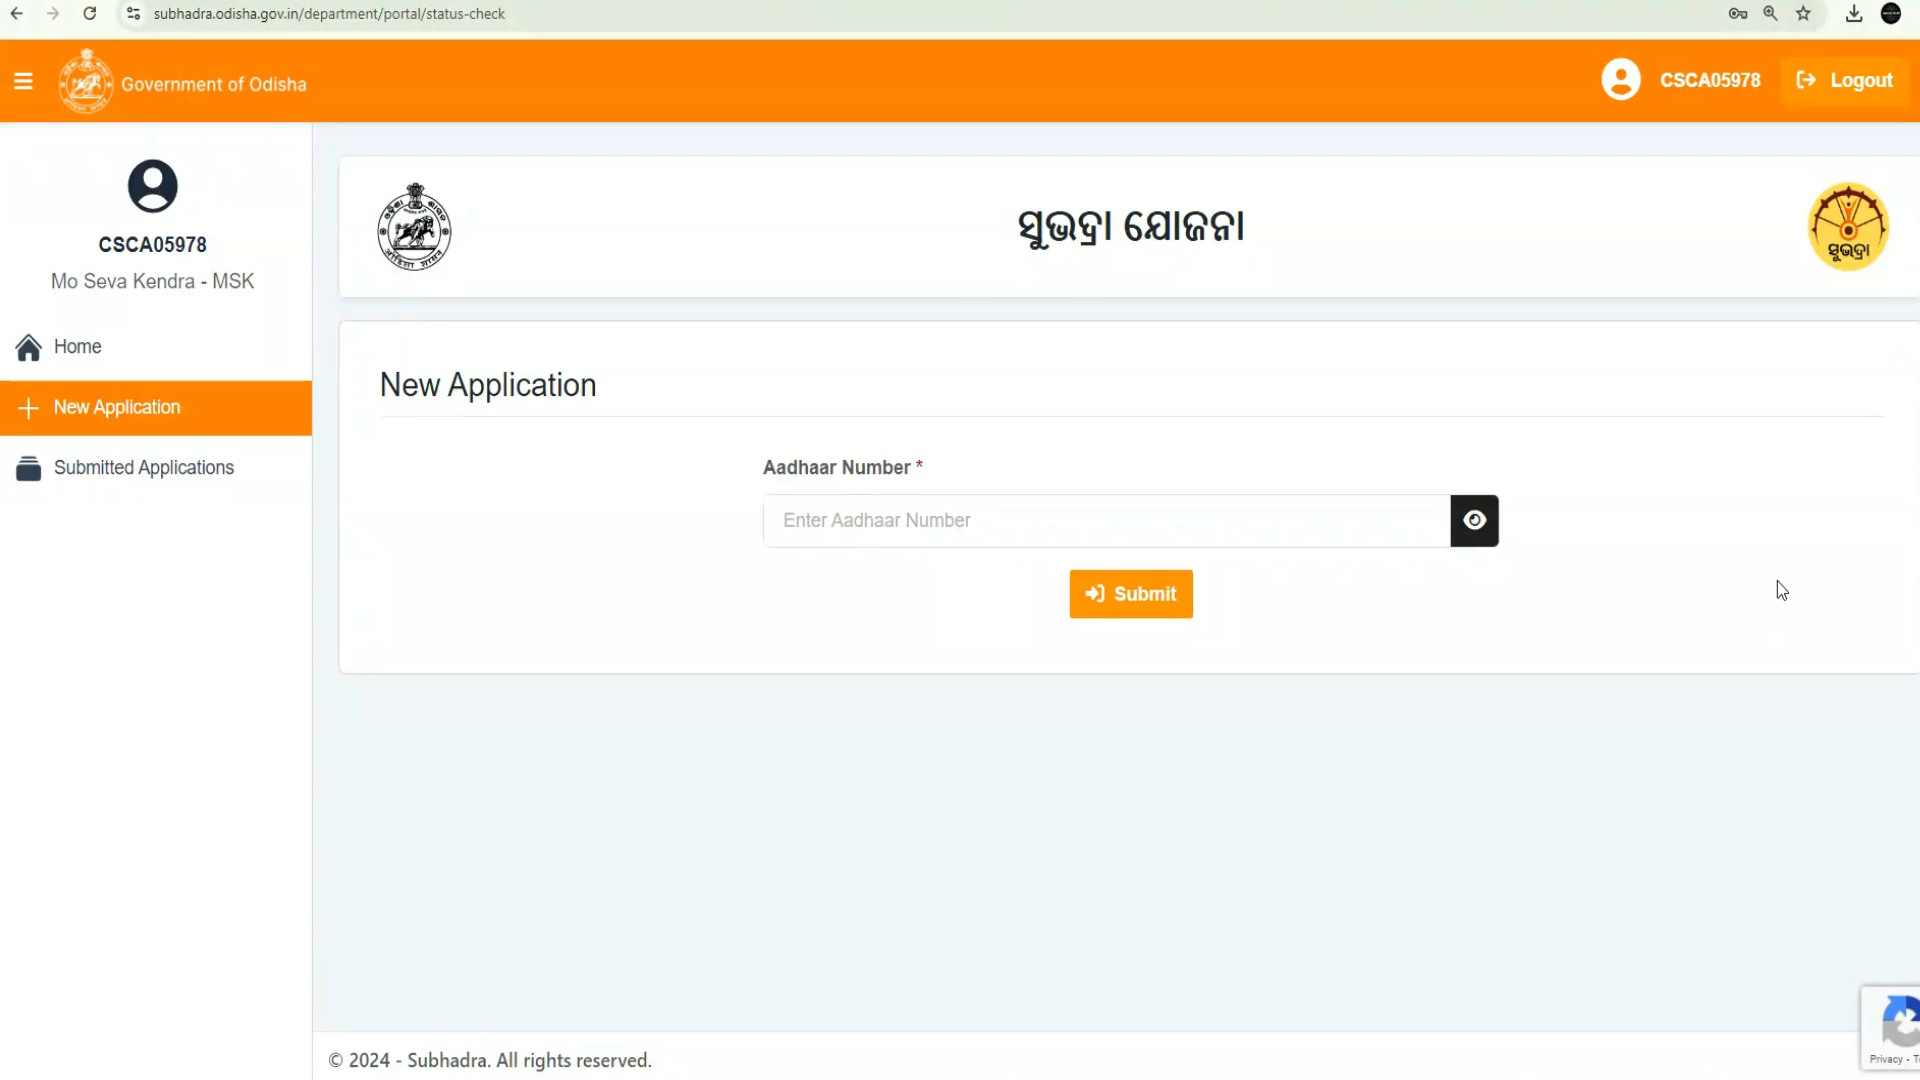 subhadra.odisha.gov.in/department/portal/status-check
Government of Odisha
CSCA05978
Logout
CSCA05978
Mo Seva Kendra - MSK
Home
New Application
Submitted Applications
ସୁଭଦ୍ରା ଯୋଜନା
ସୁଭଦ୍ରା
New Application
Aadhaar Number *
Enter Aadhaar Number
Submit
Privacy -
© 2024 - Subhadra. All rights reserved.